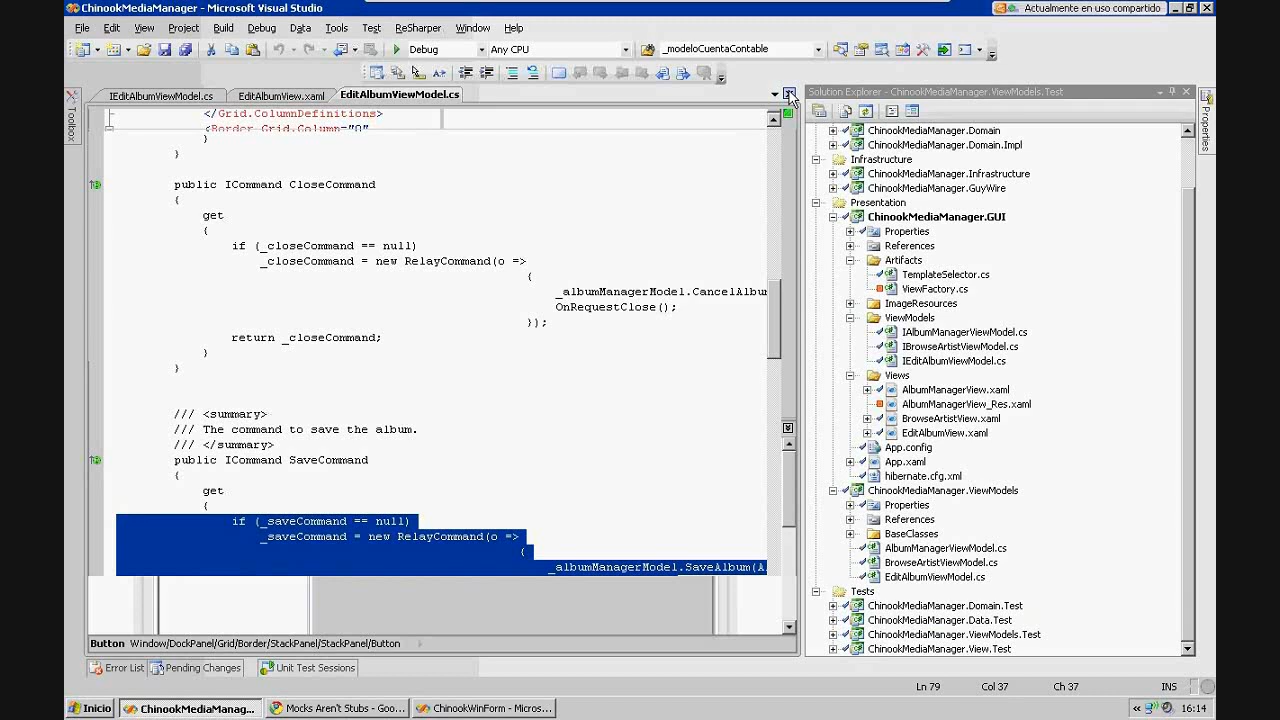 ChinookMediaManager - Microsoft Visual Studio
Actualmente en uso compartido
File Edit View Project Build Debug Data Tools Test ReSharper Window Help
Debug Any CPU _modeloCuentaContable
IEditAlbumViewModel.cs EditAlbumView.xaml EditAlbumViewModel.cs
Toolbox
</Grid.ColumnDefinitions>
<Border Grid.Column="0"
}
}
public ICommand CloseCommand
{
get
{
if (_closeCommand == null)
_closeCommand = new RelayCommand(o =>
{
_albumManagerModel.CancelAlbum
OnRequestClose();
});
return _closeCommand;
}
}
/// <summary>
/// The command to save the album.
/// </summary>
public ICommand SaveCommand
{
get
{
if (_saveCommand == null)
_saveCommand = new RelayCommand(o =>
{
_albumManagerModel.SaveAlbum(A
Button Window/DockPanel/Grid/Border/StackPanel/StackPanel/Button
Error List Pending Changes Unit Test Sessions
Solution Explorer - ChinookMediaManager.ViewModels.Test
Properties
ChinookMediaManager.Domain
ChinookMediaManager.Domain.Impl
Infrastructure
ChinookMediaManager.Infrastructure
ChinookMediaManager.GuyWire
Presentation
ChinookMediaManager.GUI
Properties
References
Artifacts
TemplateSelector.cs
ViewFactory.cs
ImageResources
ViewModels
IAlbumManagerViewModel.cs
IBrowseArtistViewModel.cs
IEditAlbumViewModel.cs
Views
AlbumManagerView.xaml
AlbumManagerView_Res.xaml
BrowseArtistView.xaml
EditAlbumView.xaml
App.config
App.xaml
hibernate.cfg.xml
ChinookMediaManager.ViewModels
Properties
References
BaseClasses
AlbumManagerViewModel.cs
BrowseArtistViewModel.cs
EditAlbumViewModel.cs
Tests
ChinookMediaManager.Domain.Test
ChinookMediaManager.Data.Test
ChinookMediaManager.ViewModels.Test
ChinookMediaManager.View.Test
Ln 79 Col 37 Ch 37 INS
Inicio ChinookMediaManag... Mocks Aren't Stubs - Goo... ChinookWinForm - Micros... « 16:14